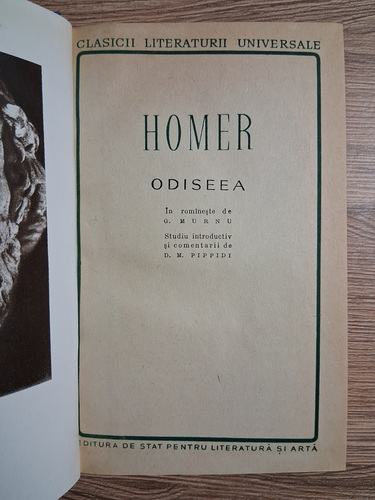 CLASICII LITERATURII UNIVERSALE
HOMER
ODISEEA
În romînește de
G. MURNU
Studiu introductiv
și comentarii de
D. M. PIPPIDI
EDITURA DE STAT PENTRU LITERATURĂ ȘI ARTĂ